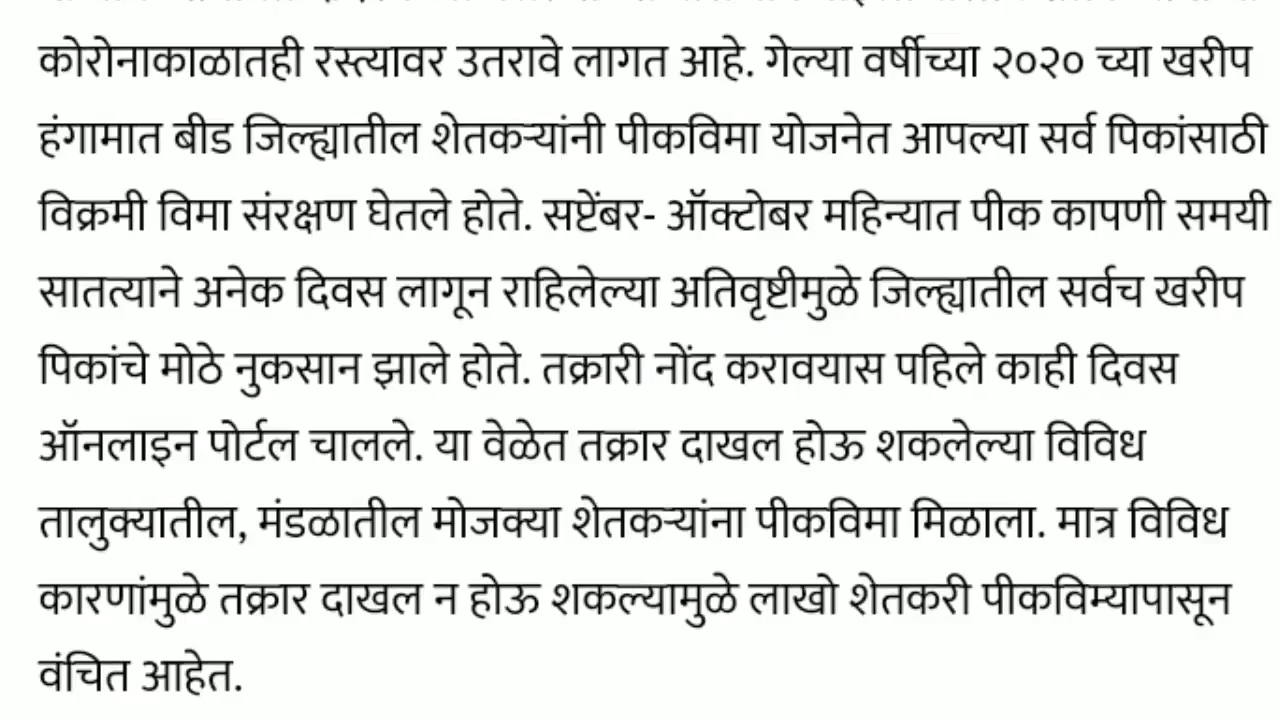 कोरोनाकाळातही रस्त्यावर उतरावे लागत आहे. गेल्या वर्षीच्या २०२० च्या खरीप
हंगामात बीड जिल्ह्यातील शेतकऱ्यांनी पीकविमा योजनेत आपल्या सर्व पिकांसाठी
विक्रमी विमा संरक्षण घेतले होते. सप्टेंबर- ऑक्टोबर महिन्यात पीक कापणी समयी
सातत्याने अनेक दिवस लागून राहिलेल्या अतिवृष्टीमुळे जिल्ह्यातील सर्वच खरीप
पिकांचे मोठे नुकसान झाले होते. तक्रारी नोंद करावयास पहिले काही दिवस
ऑनलाइन पोर्टल चालले. या वेळेत तक्रार दाखल होऊ शकलेल्या विविध
तालुक्यातील, मंडळातील मोजक्या शेतकऱ्यांना पीकविमा मिळाला. मात्र विविध
कारणांमुळे तक्रार दाखल न होऊ शकल्यामुळे लाखो शेतकरी पीकविम्यापासून
वंचित आहेत.